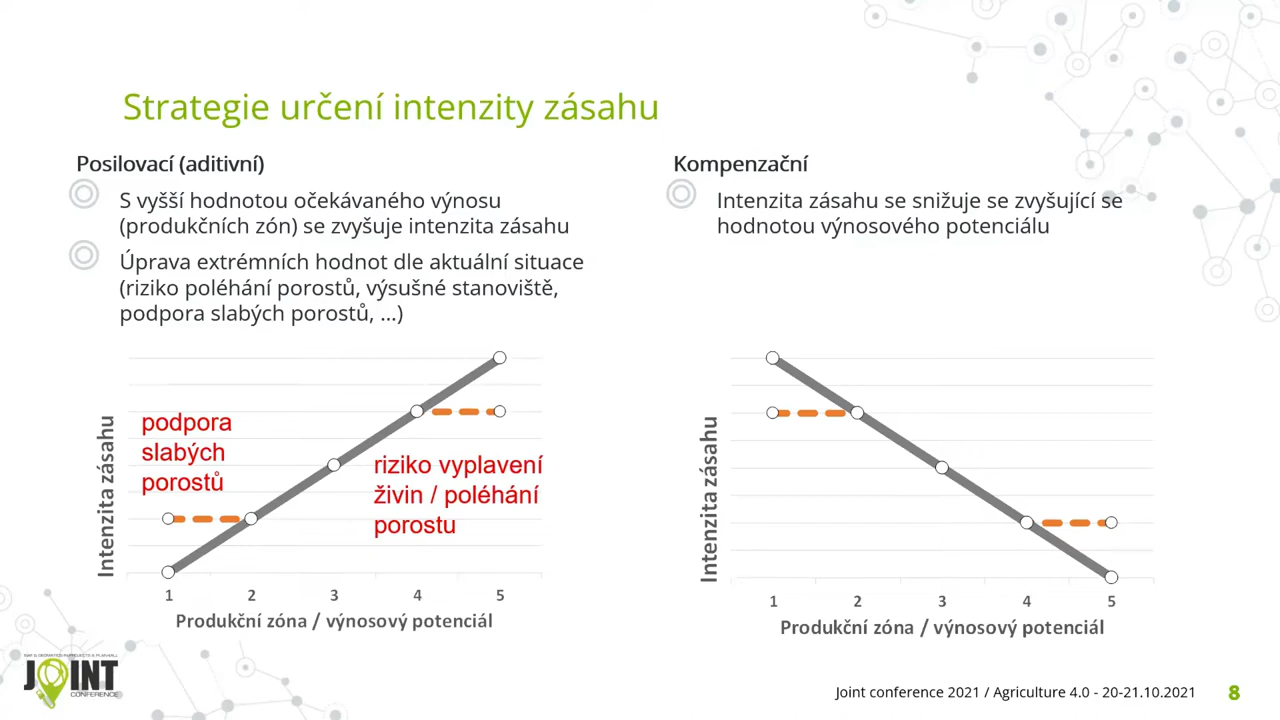 Strategie určení intenzity zásahu
Posilovací (aditivní)
S vyšší hodnotou očekávaného výnosu
(produkčních zón) se zvyšuje intenzita zásahu
Úprava extrémních hodnot dle aktuální situace
(riziko poléhání porostů, výsušné stanoviště,
podpora slabých porostů, …)
Intenzita zásahu
podpora
slabých
porostů
riziko vyplavení
živin / poléhání
porostu
1 2 3 4 5
Produkční zóna / výnosový potenciál
Kompenzační
Intenzita zásahu se snižuje se zvyšující se
hodnotou výnosového potenciálu
Intenzita zásahu
1 2 3 4 5
Produkční zóna / výnosový potenciál
JOINT
CONFERENCE
Joint conference 2021 / Agriculture 4.0 - 20-21.10.2021
8